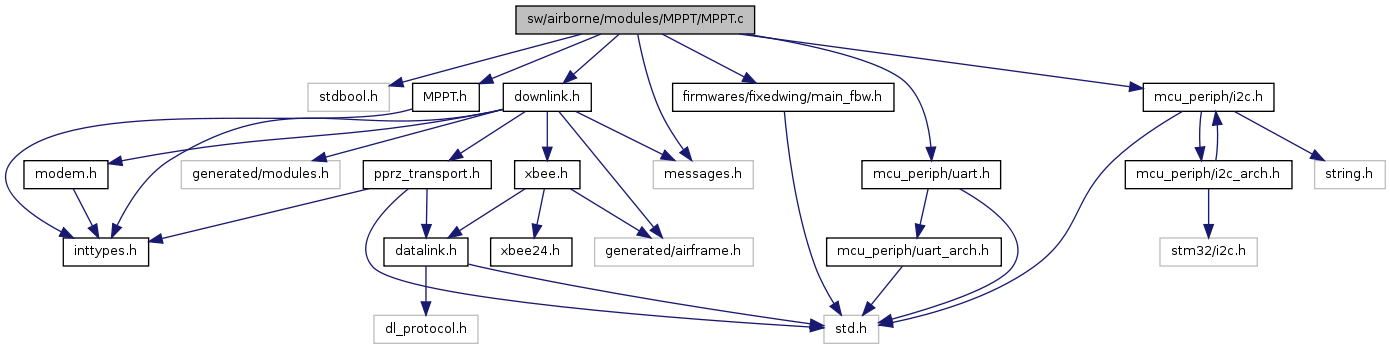 sw/airborne/modules/MPPT/MPPT.c
stdbool.h
MPPT.h
downlink.h
firmwares/fixedwing/main_fbw.h
mcu_periph/i2c.h
modem.h
generated/modules.h
pprz_transport.h
xbee.h
messages.h
mcu_periph/uart.h
mcu_periph/i2c_arch.h
string.h
inttypes.h
datalink.h
xbee24.h
generated/airframe.h
mcu_periph/uart_arch.h
stm32/i2c.h
dl_protocol.h
std.h